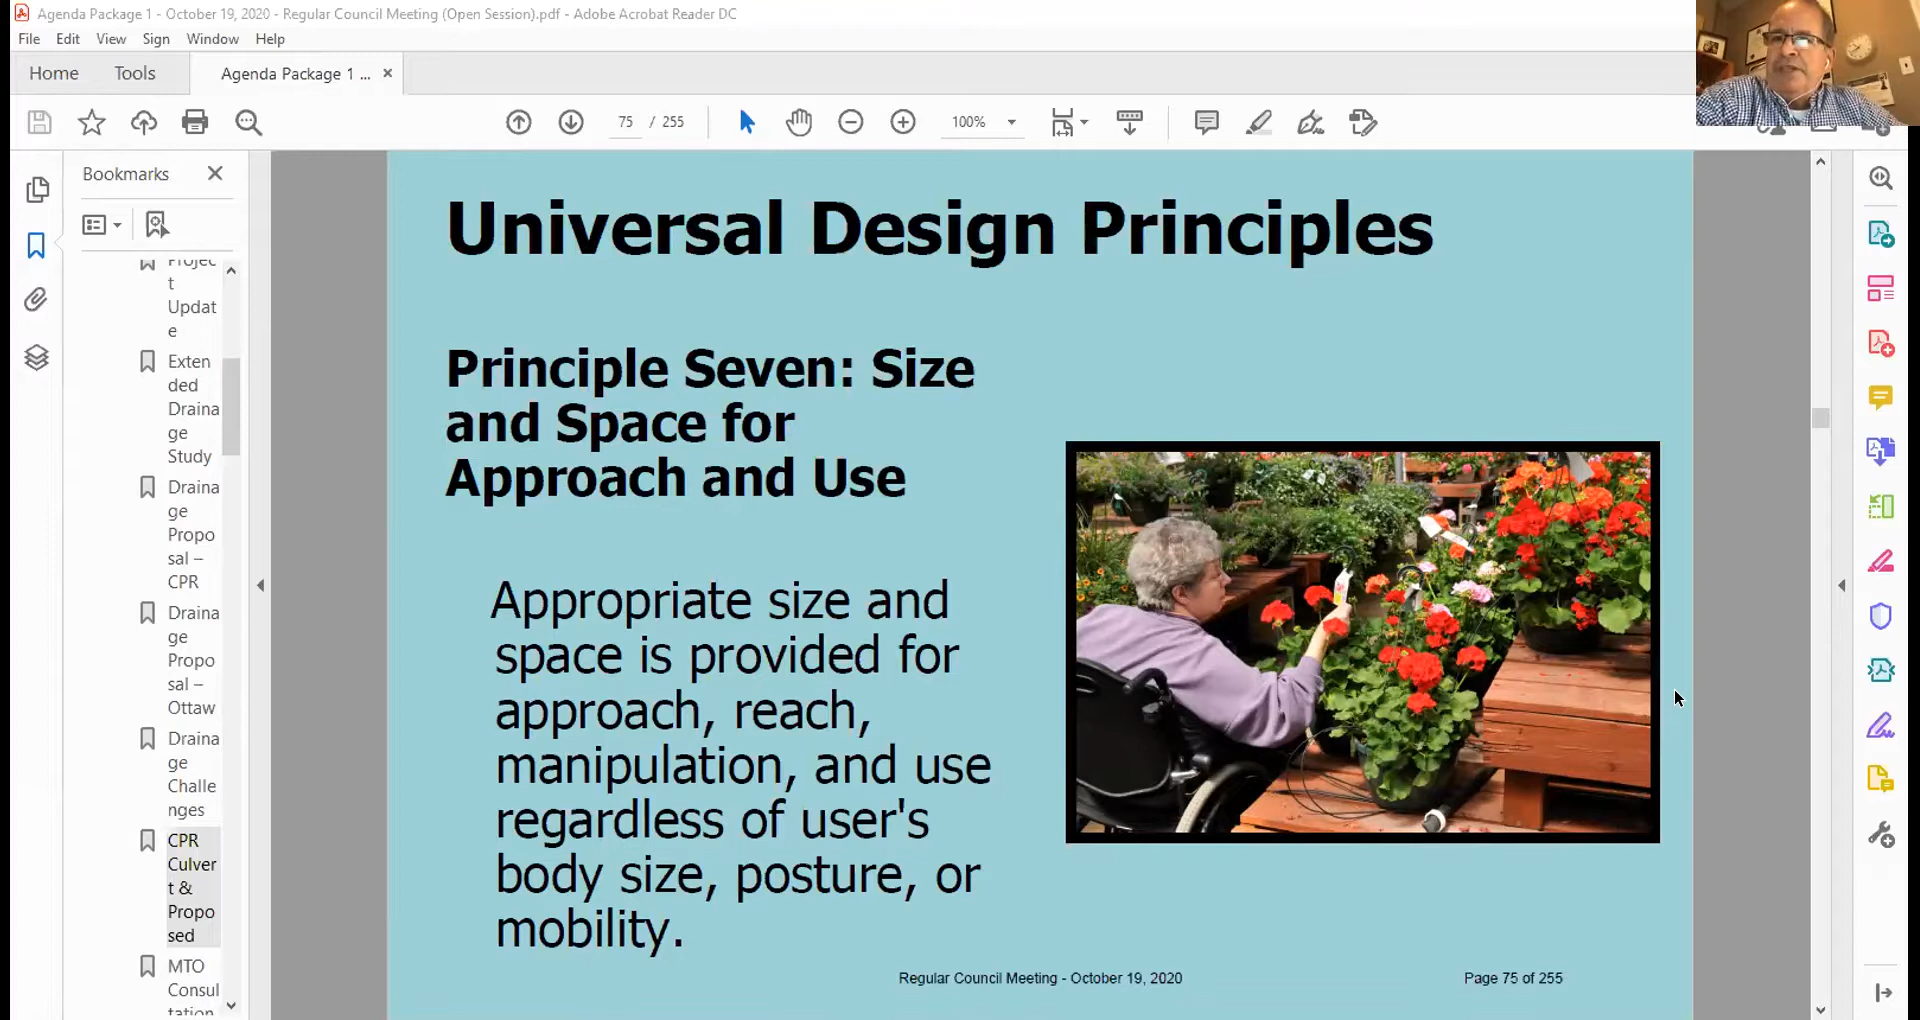 Agenda Package 1 - October 19, 2020 - Regular Council Meeting (Open Session).pdf - Adobe Acrobat Reader DC
File Edit View Sign Window Help
Home Tools Agenda Package 1 ... ×
75 / 255 100%
Bookmarks
Projec
t
Updat
e
Exten
ded
Draina
ge
Study
Draina
ge
Propo
sal –
CPR
Draina
ge
Propo
sal –
Ottaw
Draina
ge
Challe
nges
CPR
Culver
t &
Propo
sed
MTO
Consul
tation
Universal Design Principles
Principle Seven: Size
and Space for
Approach and Use
Appropriate size and
space is provided for
approach, reach,
manipulation, and use
regardless of user's
body size, posture, or
mobility.
Regular Council Meeting - October 19, 2020 Page 75 of 255